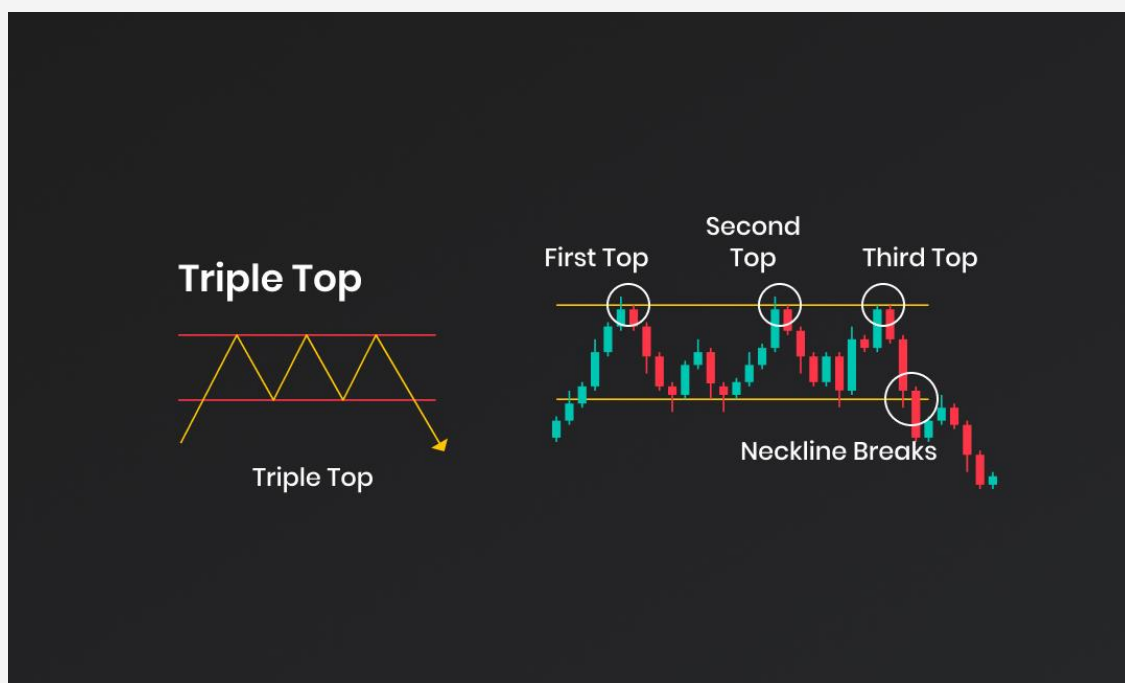 Triple Top
Triple Top
First Top
Second
Top
Third Top
Neckline Breaks